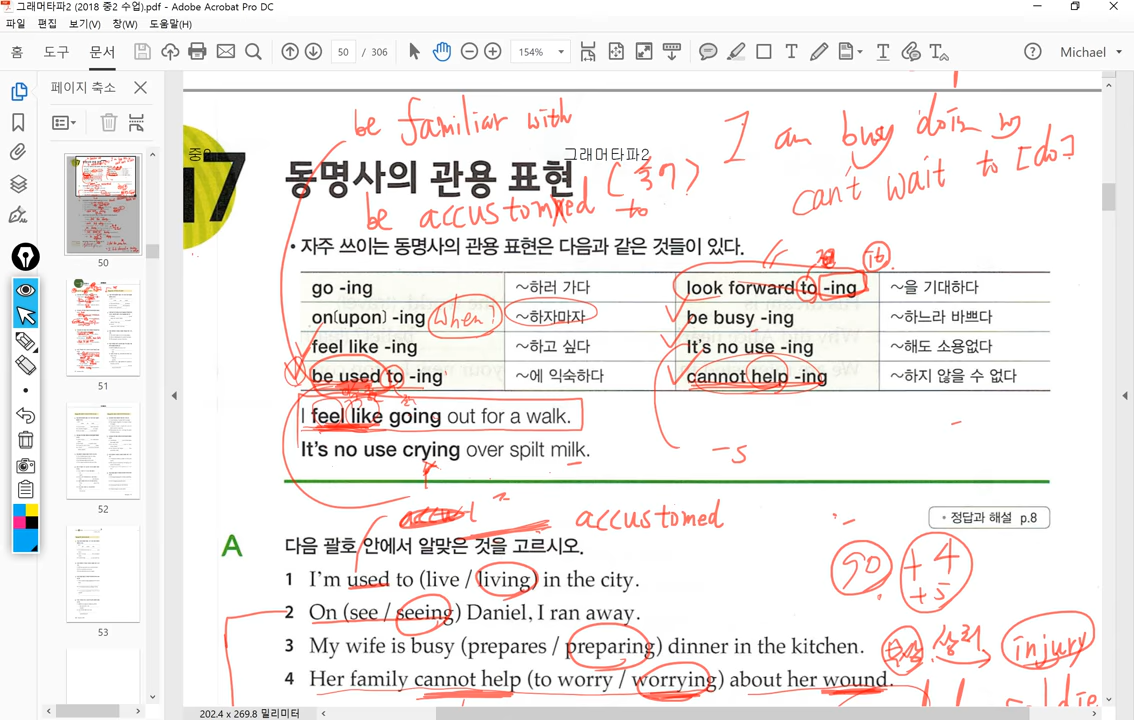 그래머타파2 (2018 중2 수업).pdf - Adobe Acrobat Pro DC
파일 편집 보기(V) 창(W) 도움말(H)
홈 도구 문서 50 / 306 154% Michael
페이지 축소
50
51
52
53
be familiar with
I am busy doing
can't wait to [do]
중2
그래머타파2
17 동명사의 관용 표현
be accustomed to
• 자주 쓰이는 동명사의 관용 표현은 다음과 같은 것들이 있다.
go -ing ~하러 가다 look forward to -ing ~을 기대하다
on(upon) -ing when? ~하자마자 be busy -ing ~하느라 바쁘다
feel like -ing ~하고 싶다 It's no use -ing ~해도 소용없다
be used to -ing ~에 익숙하다 cannot help -ing ~하지 않을 수 없다
I feel like going out for a walk.
It's no use crying over spilt milk.
-s
accustomed
• 정답과 해설 p.8
A 다음 괄호 안에서 알맞은 것을 고르시오.
90 +4
+5
1 I'm used to (live / living) in the city.
2 On (see / seeing) Daniel, I ran away.
3 My wife is busy (prepares / preparing) dinner in the kitchen.
injury
4 Her family cannot help (to worry / worrying) about her wound.
202.4 x 269.8 밀리미터